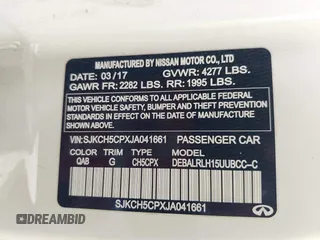 MANUFACTURED BY NISSAN MOTOR CO., LTD
DATE: 03/17 GVWR: 4277 LBS.
GAWR FR: 2282 LBS. RR: 1995 LBS.
THIS VEHICLE CONFORMS TO ALL APPLICABLE
FEDERAL MOTOR VEHICLE SAFETY, BUMPER,
AND THEFT PREVENTION STANDARDS IN EFFECT
ON THE DATE OF MANUFACTURE SHOWN ABOVE.
VIN:SJKCH5CPXJA041661 PASSENGER CAR
COLOR TRIM MODEL
QAB G CH5CPX DEBALRLH15UUBCC-C
SJKCH5CPXJA041661
DREAMBID